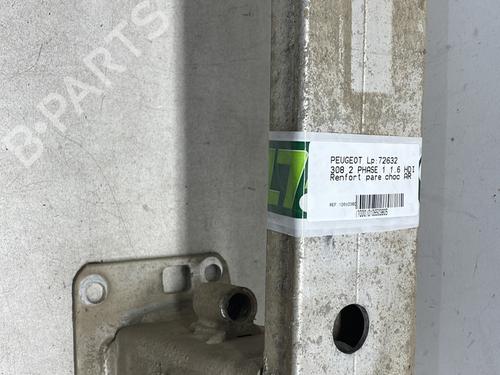 B-PARTS
PEUGEOT Lp:72632
308 2 PHASE 1 1.6 HDI
Renfort pare choc AR